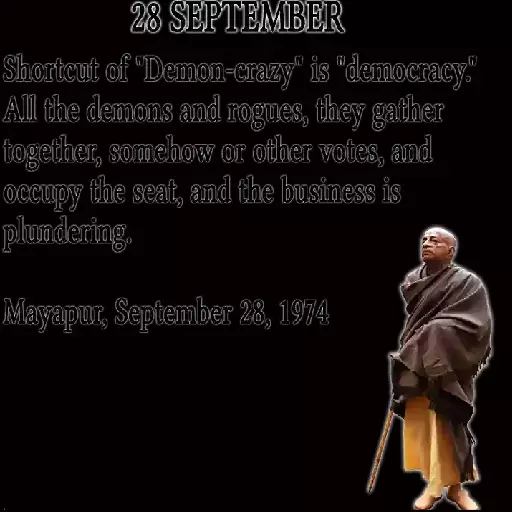 28 SEPTEMBER
Shortcut of "Demon-crazy" is "democracy."
All the demons and rogues, they gather
together, somehow or other votes, and
occupy the seat, and the business is
plundering.
Mayapur, September 28, 1974